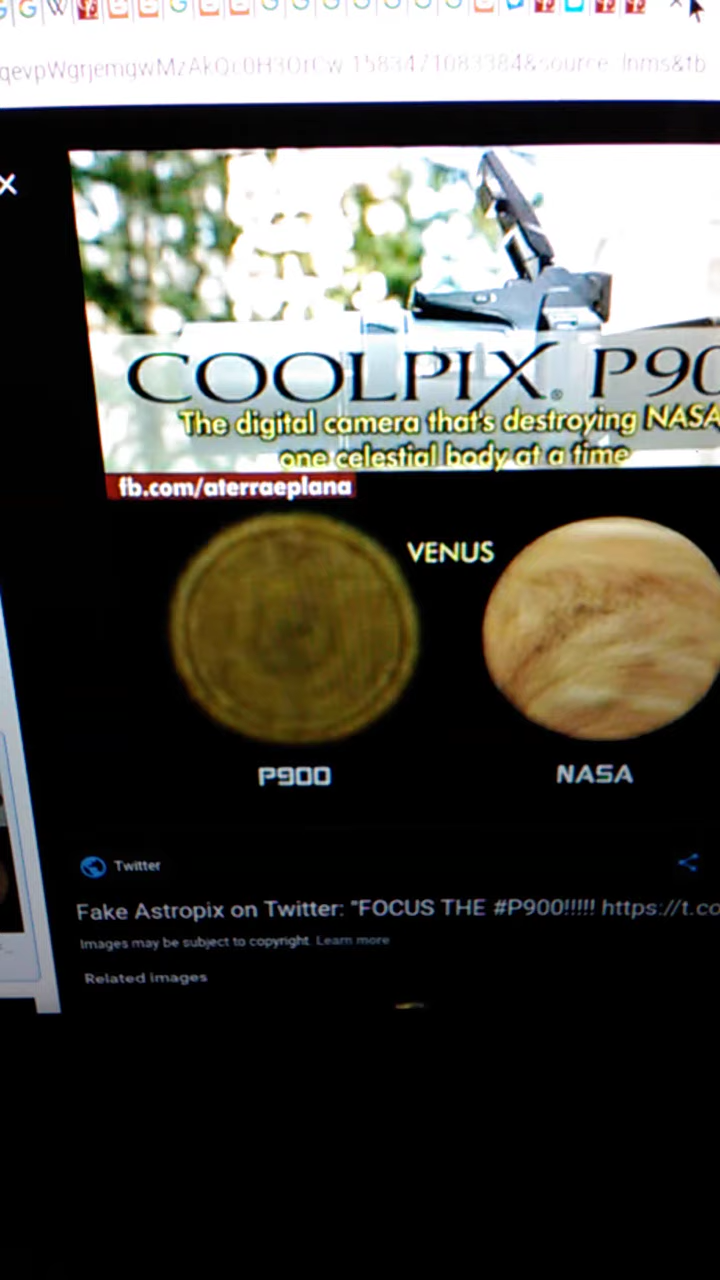 COOLPIX® P90
The digital camera that's destroying NASA
one celestial body at a time
fb.com/aterraeplana
VENUS
P900
NASA
Twitter
Fake Astropix on Twitter: "FOCUS THE #P900!!!!! https://t.co
Images may be subject to copyright. Learn more
Related images